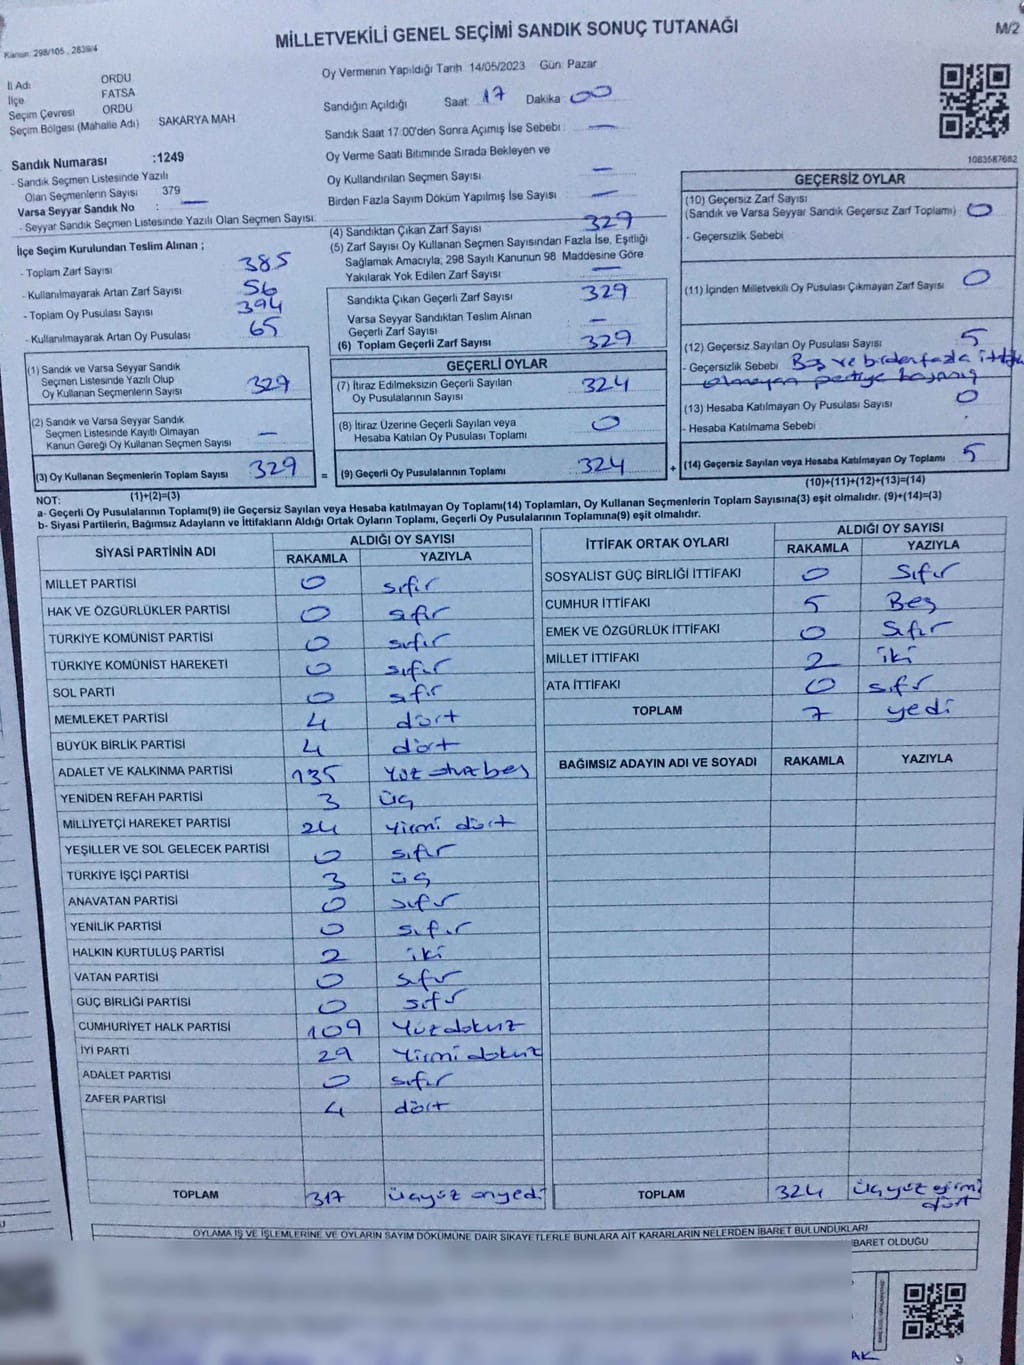 MİLLETVEKİLİ GENEL SEÇİMİ SANDIK SONUÇ TUTANAĞI
M/2
Kanun: 298/105 , 2839/4
İl Adı ORDU
İlçe FATSA
Seçim Çevresi ORDU
Seçim Bölgesi (Mahalle Adı) SAKARYA MAH
Sandık Numarası :1249
- Sandık Seçmen Listesinde Yazılı
Olan Seçmenlerin Sayısı 379
Varsa Seyyar Sandık No : —
- Seyyar Sandık Seçmen Listesinde Yazılı Olan Seçmen Sayısı:
Oy Vermenin Yapıldığı Tarih 14/05/2023 Gün: Pazar
Sandığın Açıldığı Saat: 17 Dakika: 00
Sandık Saat 17:00'den Sonra Açımış İse Sebebi : —
Oy Verme Saati Bitiminde Sırada Bekleyen ve
Oy Kullandırılan Seçmen Sayısı —
Birden Fazla Sayım Döküm Yapılmış İse Sayısı —
1083587682
İlçe Seçim Kurulundan Teslim Alınan ;
- Toplam Zarf Sayısı 385
- Kullanılmayarak Artan Zarf Sayısı 56
- Toplam Oy Pusulası Sayısı 394
- Kullanılmayarak Artan Oy Pusulası 65
(4) Sandıktan Çıkan Zarf Sayısı 329
(5) Zarf Sayısı Oy Kullanan Seçmen Sayısından Fazla İse, Eşitliği
Sağlamak Amacıyla; 298 Sayılı Kanunun 98 Maddesine Göre
Yakılarak Yok Edilen Zarf Sayısı —
Sandıkta Çıkan Geçerli Zarf Sayısı 329
Varsa Seyyar Sandıktan Teslim Alınan
Geçerli Zarf Sayısı —
(6) Toplam Geçerli Zarf Sayısı 329
GEÇERSİZ OYLAR
(10) Geçersiz Zarf Sayısı
(Sandık ve Varsa Seyyar Sandık Geçersiz Zarf Toplamı) 0
- Geçersizlik Sebebi
(11) İçinden Milletvekili Oy Pusulası Çıkmayan Zarf Sayısı 0
(12) Geçersiz Sayılan Oy Pusulası Sayısı 5
- Geçersizlik Sebebi Boş ve birden fazla ittifak
olmayan partiye basmış
(13) Hesaba Katılmayan Oy Pusulası Sayısı 0
- Hesaba Katılmama Sebebi
(14) Geçersiz Sayılan veya Hesaba Katılmayan Oy Toplamı 5
(10)+(11)+(12)+(13)=(14)
(1) Sandık ve Varsa Seyyar Sandık
Seçmen Listesinde Yazılı Olup
Oy Kullanan Seçmenlerin Sayısı 329
(2) Sandık ve Varsa Seyyar Sandık
Seçmen Listesinde Kayıtlı Olmayan
Kanun Gereği Oy Kullanan Seçmen Sayısı —
(3) Oy Kullanan Seçmenlerin Toplam Sayısı 329 =
(1)+(2)=(3)
GEÇERLİ OYLAR
(7) İtiraz Edilmeksizin Geçerli Sayılan
Oy Pusulalarının Sayısı 324
(8) İtiraz Üzerine Geçerli Sayılan veya
Hesaba Katılan Oy Pusulası Toplamı 0
(9) Geçerli Oy Pusulalarının Toplamı 324 +
NOT:
a- Geçerli Oy Pusulalarının Toplamı(9) ile Geçersiz Sayılan veya Hesaba katılmayan Oy Toplamı(14) Toplamları, Oy Kullanan Seçmenlerin Toplam Sayısına(3) eşit olmalıdır. (9)+(14)=(3)
b- Siyasi Partilerin, Bağımsız Adayların ve İttifakların Aldığı Ortak Oyların Toplamı, Geçerli Oy Pusulalarının Toplamına(9) eşit olmalıdır.
SİYASİ PARTİNİN ADI ALDIĞI OY SAYISI
RAKAMLA YAZIYLA
MİLLET PARTİSİ 0 sıfır
HAK VE ÖZGÜRLÜKLER PARTİSİ 0 sıfır
TÜRKİYE KOMÜNİST PARTİSİ 0 sıfır
TÜRKİYE KOMÜNİST HAREKETİ 0 sıfır
SOL PARTİ 0 sıfır
MEMLEKET PARTİSİ 4 dört
BÜYÜK BİRLİK PARTİSİ 4 dört
ADALET VE KALKINMA PARTİSİ 135 Yüz otuz beş
YENİDEN REFAH PARTİSİ 3 üç
MİLLİYETÇİ HAREKET PARTİSİ 24 Yirmi dört
YEŞİLLER VE SOL GELECEK PARTİSİ 0 sıfır
TÜRKİYE İŞÇİ PARTİSİ 3 üç
ANAVATAN PARTİSİ 0 sıfır
YENİLİK PARTİSİ 0 sıfır
HALKIN KURTULUŞ PARTİSİ 2 iki
VATAN PARTİSİ 0 sıfır
GÜÇ BİRLİĞİ PARTİSİ 0 sıfır
CUMHURİYET HALK PARTİSİ 109 Yüzdokuz
İYİ PARTİ 29 Yirmi dokuz
ADALET PARTİSİ 0 sıfır
ZAFER PARTİSİ 4 dört
TOPLAM 317 üçyüz onyedi
İTTİFAK ORTAK OYLARI ALDIĞI OY SAYISI
RAKAMLA YAZIYLA
SOSYALİST GÜÇ BİRLİĞİ İTTİFAKI 0 Sıfır
CUMHUR İTTİFAKI 5 Beş
EMEK VE ÖZGÜRLÜK İTTİFAKI 0 Sıfır
MİLLET İTTİFAKI 2 iki
ATA İTTİFAKI 0 sıfır
TOPLAM 7 yedi
BAĞIMSIZ ADAYIN ADI VE SOYADI RAKAMLA YAZIYLA
TOPLAM 324 üçyüz yirmi
dört
OYLAMA İŞ VE İŞLEMLERİNE VE OYLARIN SAYIM DÖKÜMÜNE DAİR ŞİKAYETLERLE BUNLARA AİT KARARLARIN NELERDEN İBARET BULUNDUKLARI
İBARET OLDUĞU
AK